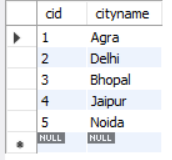 cid cityname
1 Agra
2 Delhi
3 Bhopal
4 Jaipur
5 Noida
NULL NULL